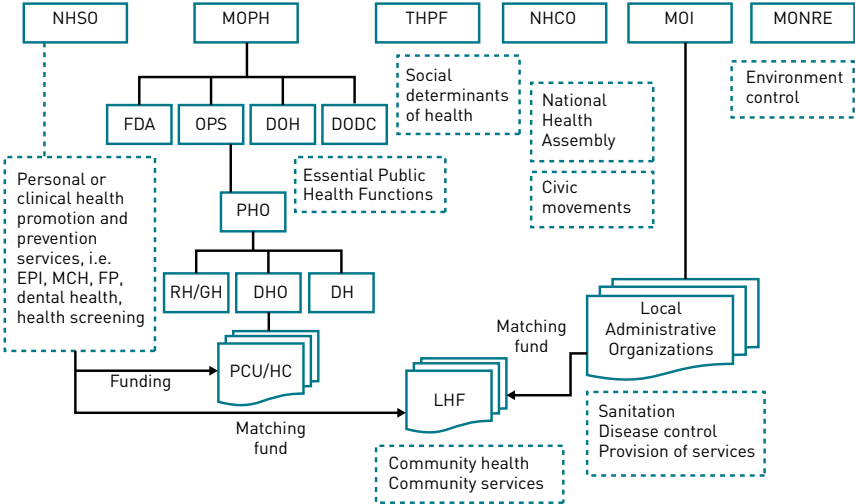 NHSO
MOPH
THPF
NHCO
MOI
MONRE
Social
determinants
of health
National
Health
Assembly
Environment
control
FDA
OPS
DOH
DODC
Personal or
clinical health
promotion and
prevention
services, i.e.
EPI, MCH, FP,
dental health,
health screening
Essential Public
Health Functions
Civic
movements
PHO
RH/GH
DHO
DH
Local
Administrative
Organizations
Matching
fund
PCU/HC
Funding
LHF
Matching
fund
Sanitation
Disease control
Provision of services
Community health
Community services